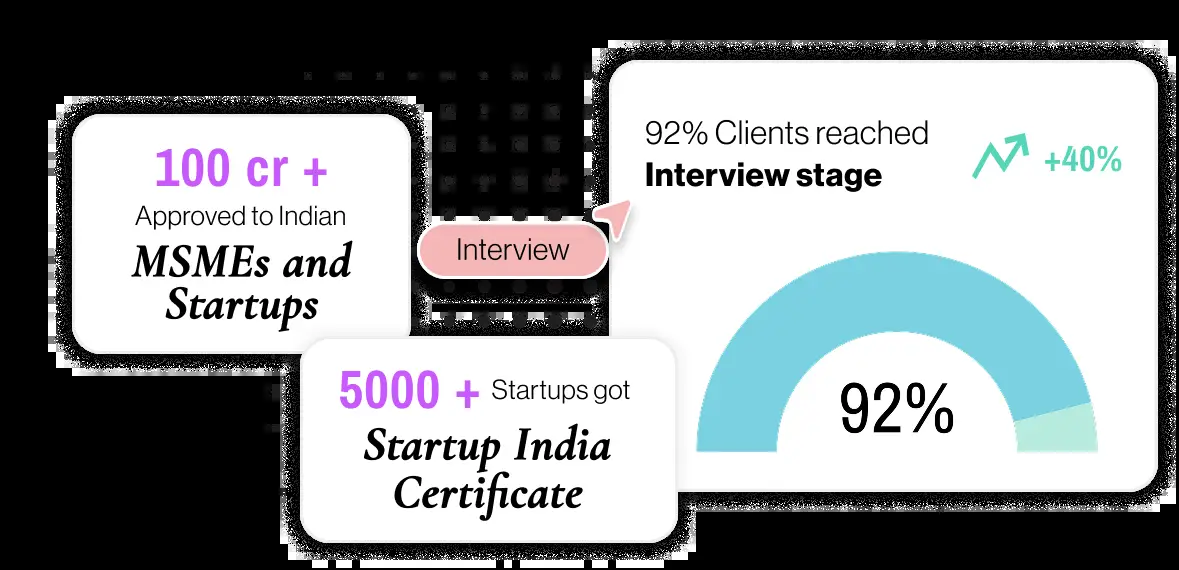 100 cr +
Approved to Indian
MSMEs and
Startups
Interview
5000 + Startups got
Startup India
Certificate
92% Clients reached
Interview stage
+40%
92%